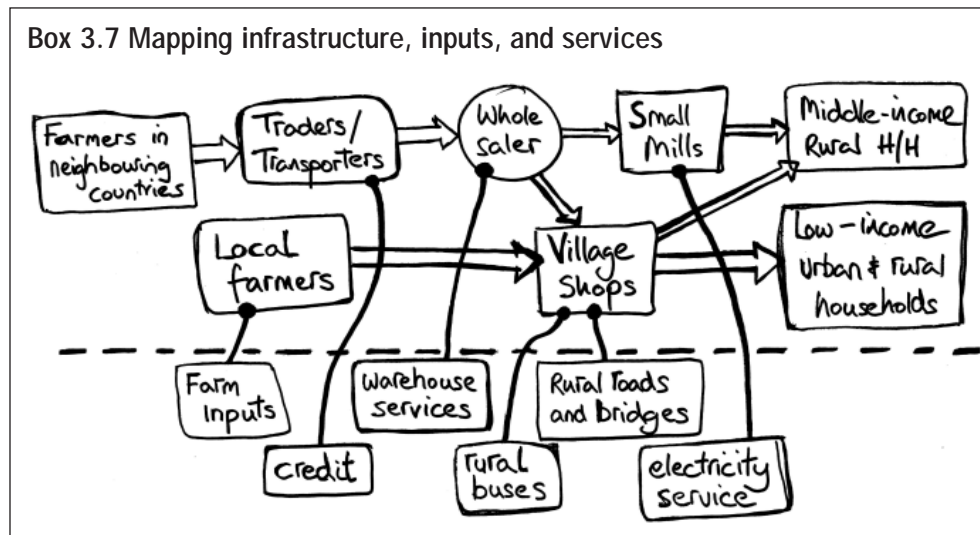 Box 3.7 Mapping infrastructure, inputs, and services
Farmers in
neighbouring
countries
Traders/
Transporters
Whole
saler
Small
Mills
Middle-income
Rural H/H
Local
farmers
Village
Shops
Low-income
urban & rural
households
Farm
Inputs
credit
warehouse
services
rural
buses
Rural roads
and bridges
electricity
service